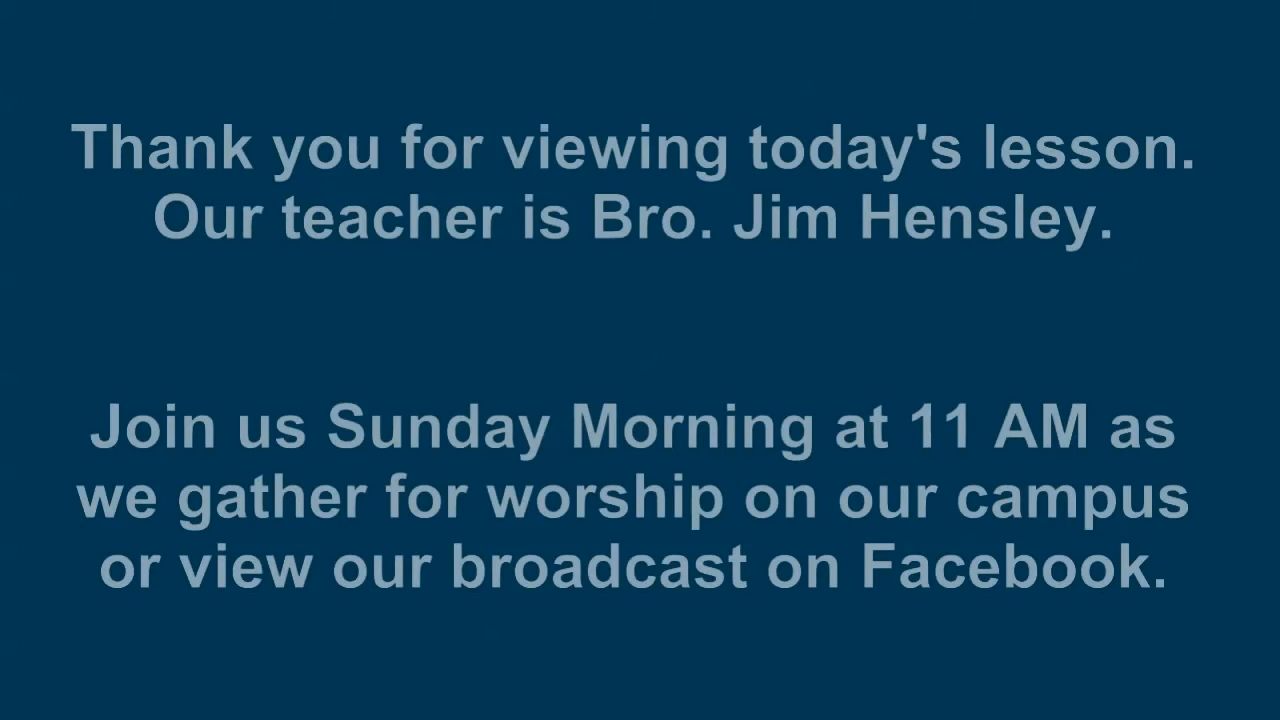 Thank you for viewing today's lesson.
Our teacher is Bro. Jim Hensley.
Join us Sunday Morning at 11 AM as
we gather for worship on our campus
or view our broadcast on Facebook.